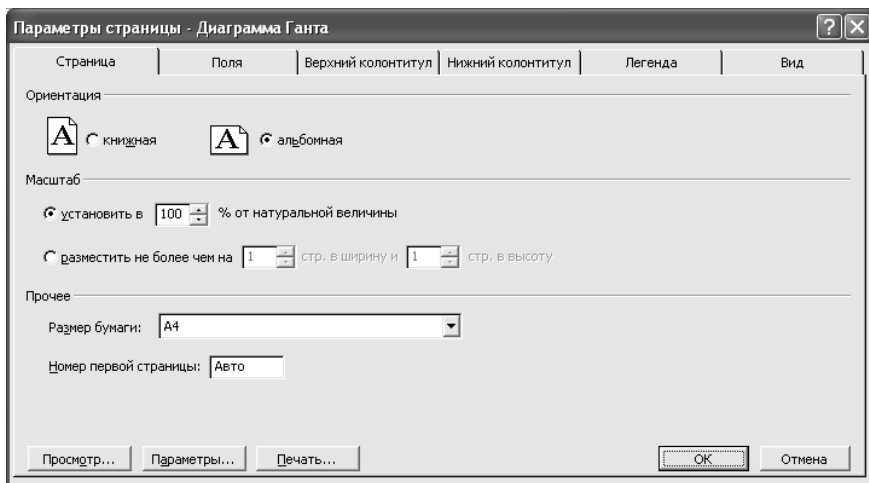 Параметры страницы - Диаграмма Ганта
Страница Поля Верхний колонтитул Нижний колонтитул Легенда Вид
Ориентация
A книжная A альбомная
Масштаб
установить в 100 % от натуральной величины
разместить не более чем на 1 стр. в ширину и 1 стр. в высоту
Прочее
Размер бумаги: A4
Номер первой страницы: Авто
Просмотр... Параметры... Печать... ОК Отмена